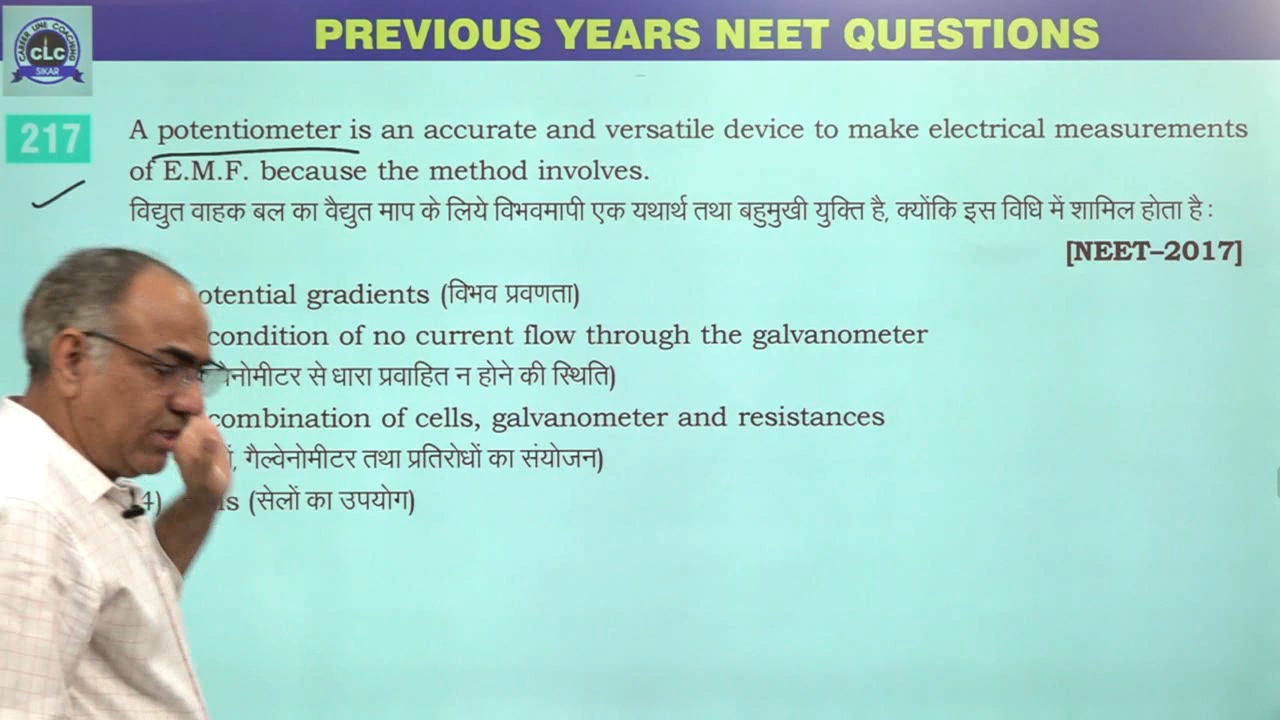 PREVIOUS YEARS NEET QUESTIONS
CAREER LINE COACHING
CLC
SIKAR
217
A potentiometer is an accurate and versatile device to make electrical measurements
of E.M.F. because the method involves.
विद्युत वाहक बल का वैद्युत माप के लिये विभवमापी एक यथार्थ तथा बहुमुखी युक्ति है, क्योंकि इस विधि में शामिल होता है :
[NEET–2017]
gradients (विभव प्रवणता)
condition of no current flow through the galvanometer
से धारा प्रवाहित न होने की स्थिति)
combination of cells, galvanometer and resistances
गैल्वेनोमीटर तथा प्रतिरोधों का संयोजन)
4) (सेलों का उपयोग)